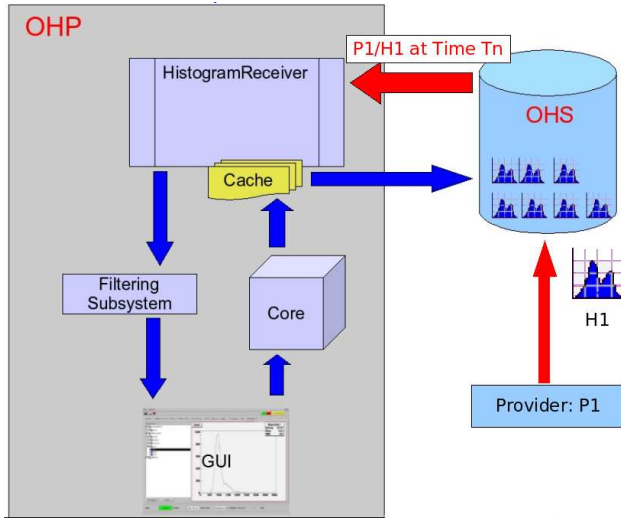 OHP
P1/H1 at Time Tn
HistogramReceiver
OHS
Cache
Filtering
Subsystem
Core
H1
Provider: P1
GUI